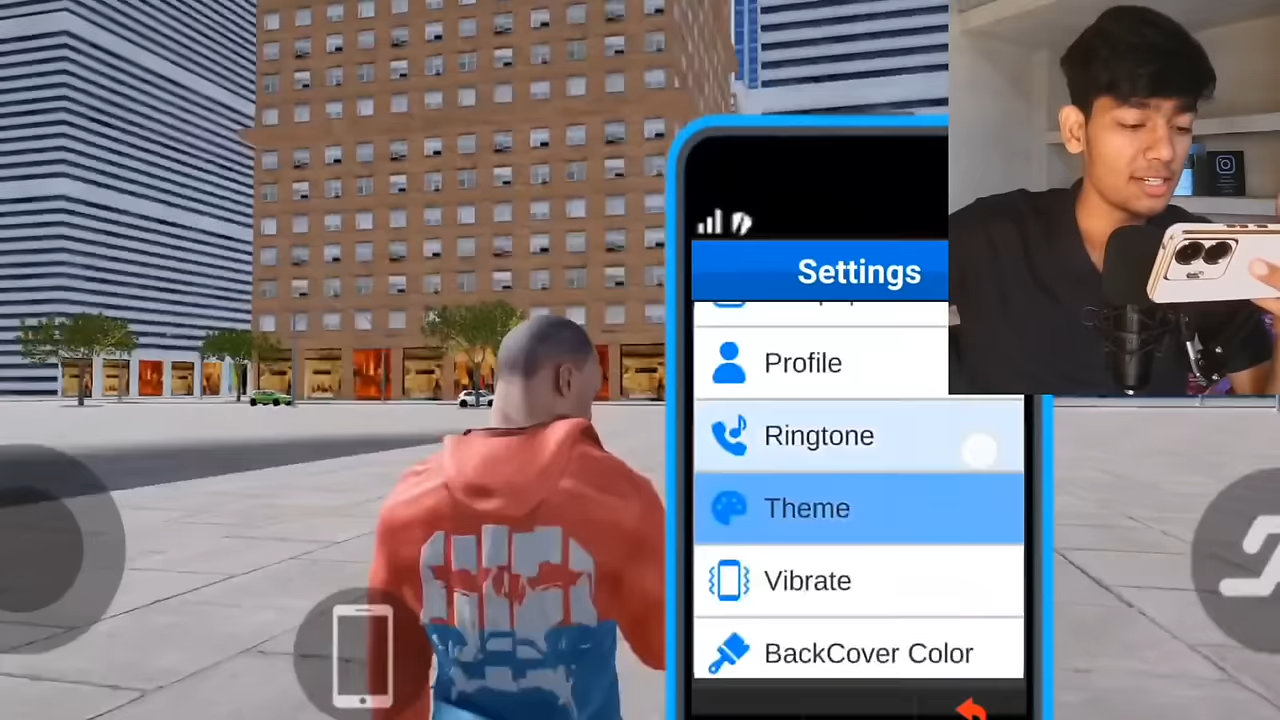 Settings
Profile
Ringtone
Theme
Vibrate
BackCover Color